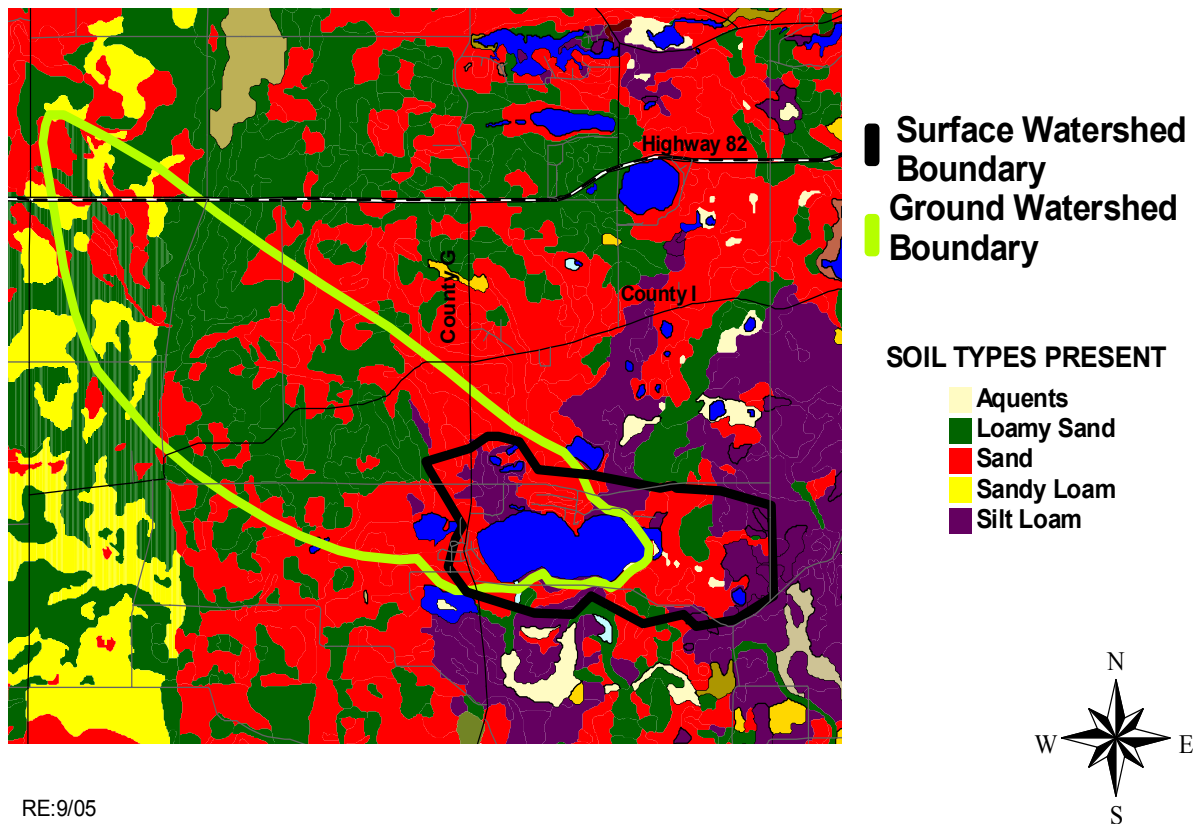 Highway 82
County G
County I
Surface Watershed
Boundary
Ground Watershed
Boundary
SOIL TYPES PRESENT
Aquents
Loamy Sand
Sand
Sandy Loam
Silt Loam
N
W E
S
RE:9/05